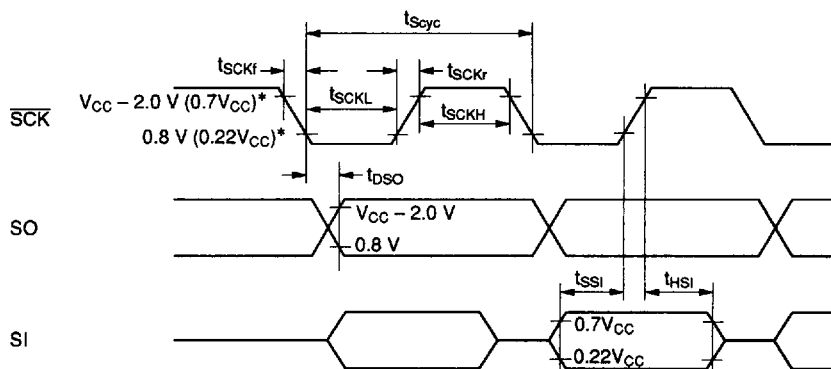 tScyc
tSCKf
tSCKr
VCC – 2.0 V (0.7VCC)*
tSCKL
SCK
tSCKH
0.8 V (0.22VCC)*
tDSO
SO
VCC – 2.0 V
0.8 V
tSSI
tHSI
0.7VCC
SI
0.22VCC